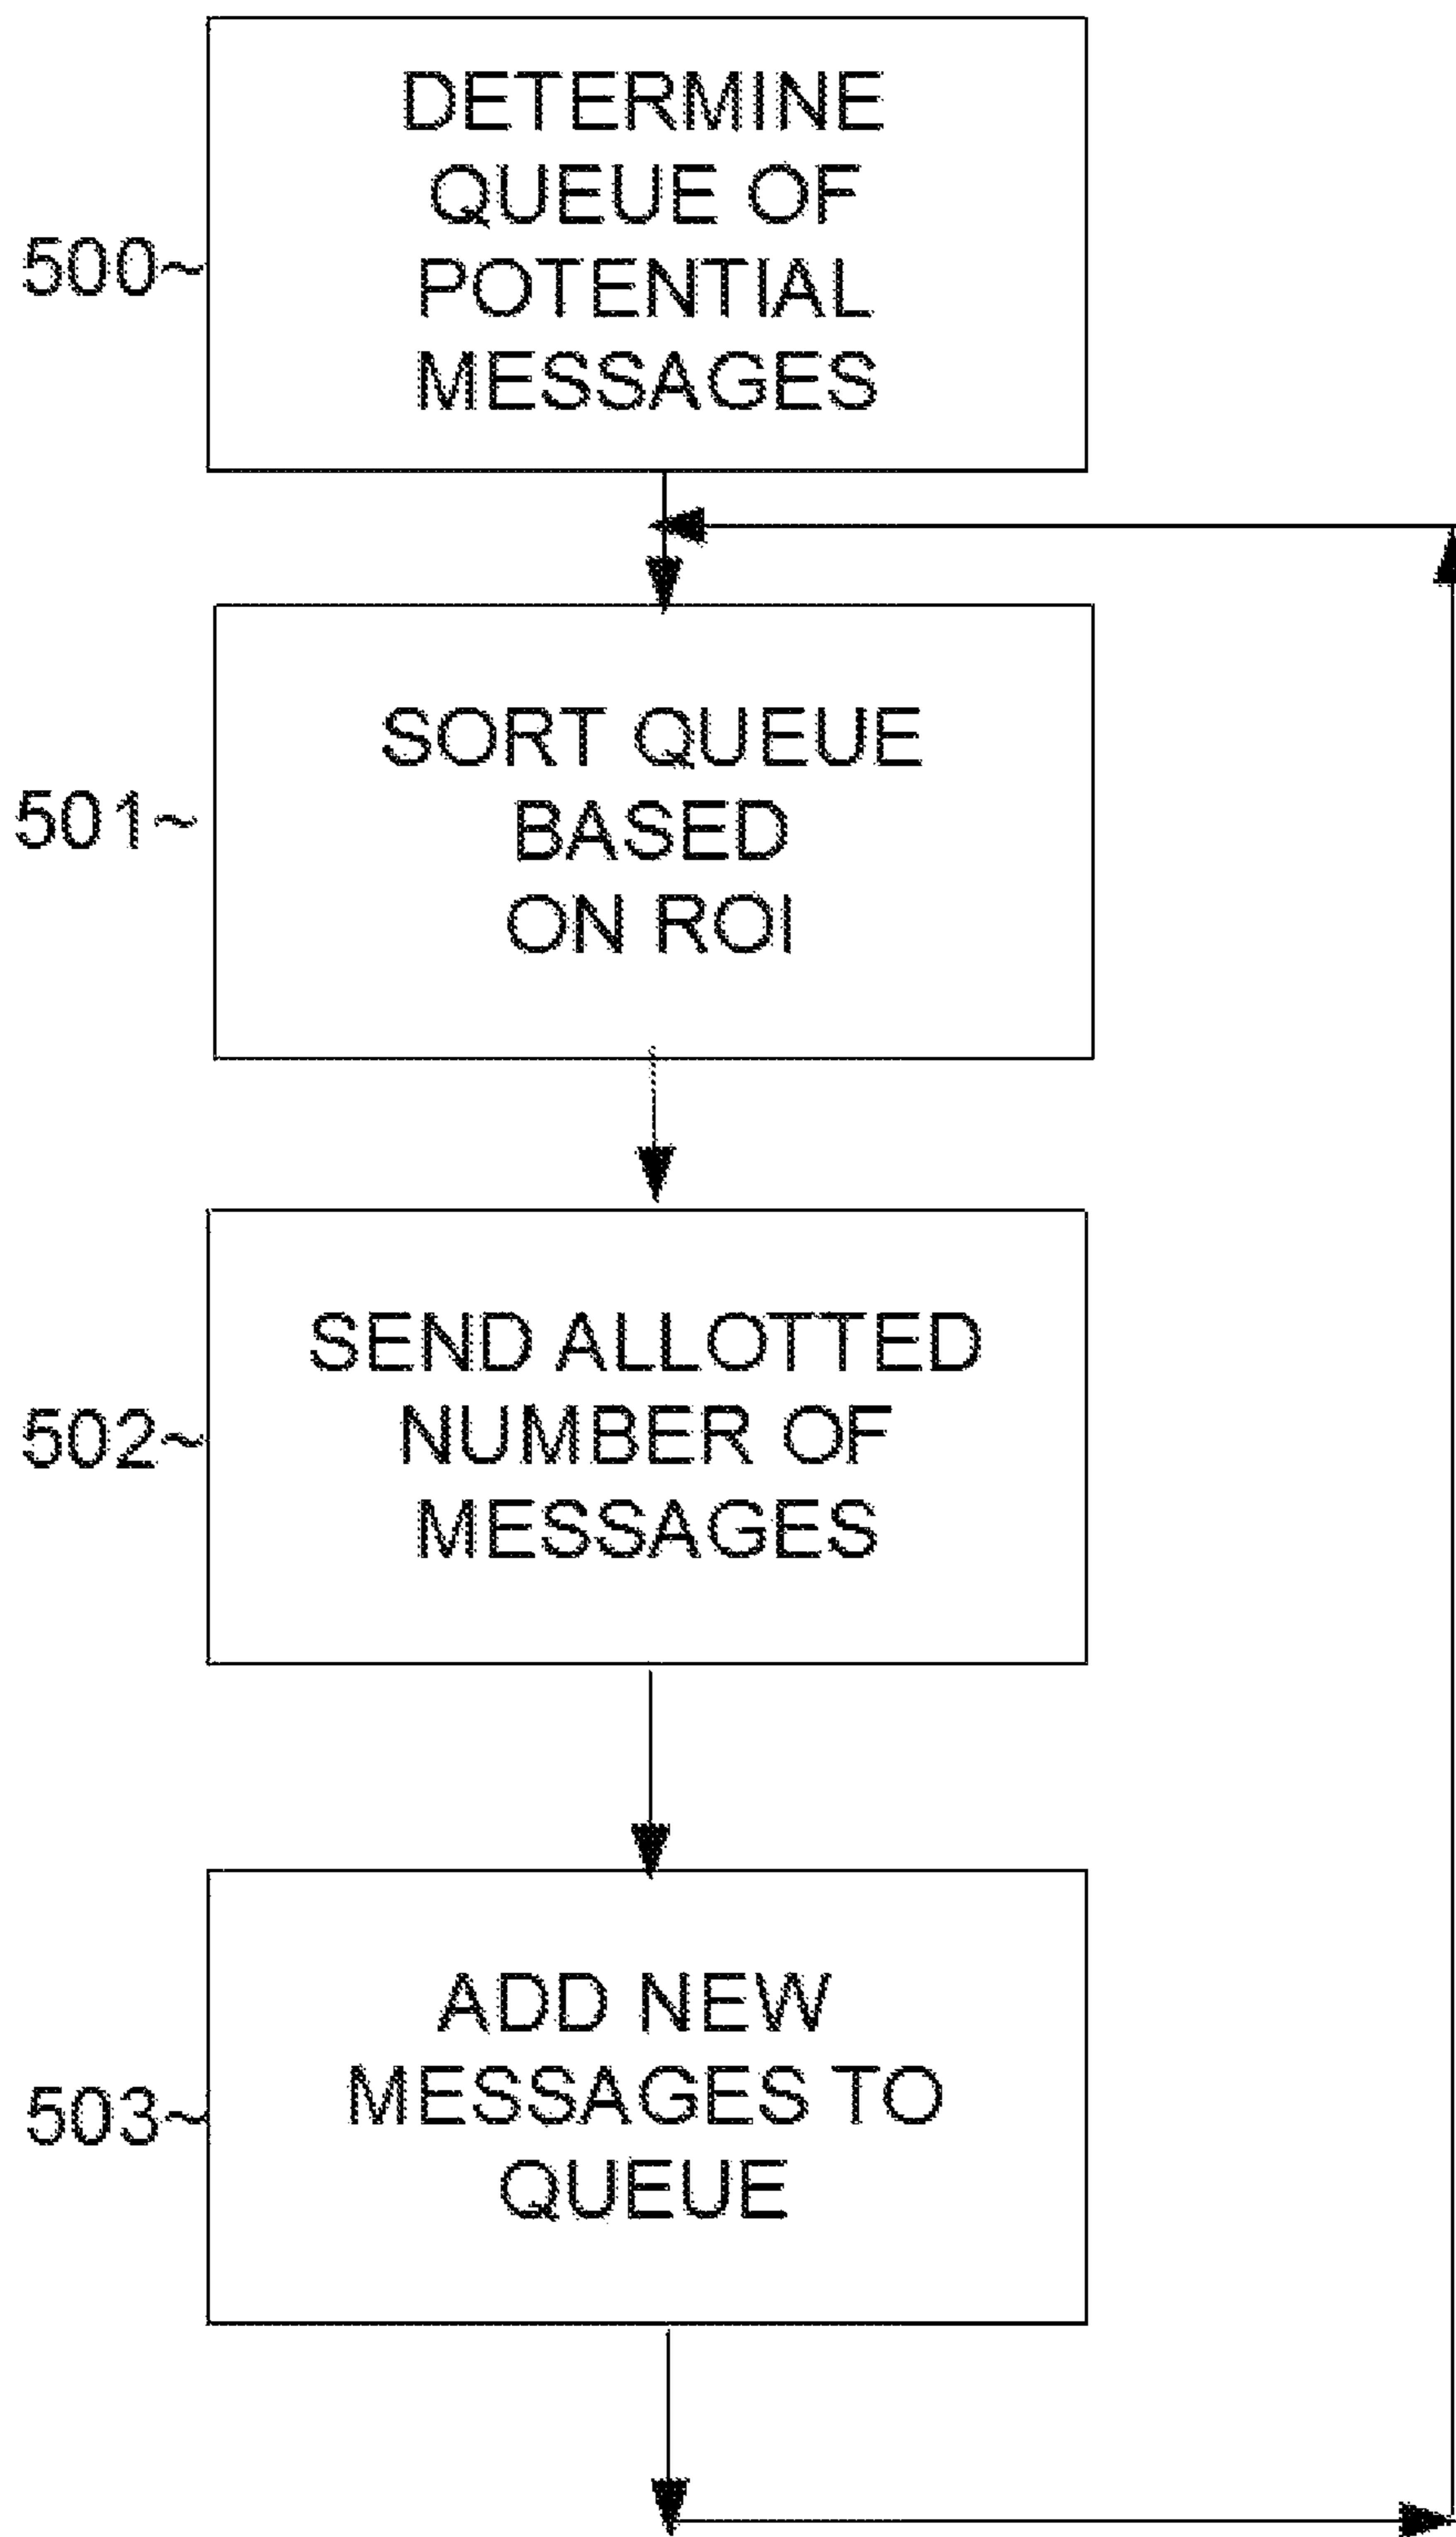 DETERMINE
QUEUE OF
POTENTIAL
MESSAGES
500~
SORT QUEUE
BASED
ON ROI
501~
SEND ALLOTTED
NUMBER OF
MESSAGES
502~
ADD NEW
MESSAGES TO
QUEUE
503~